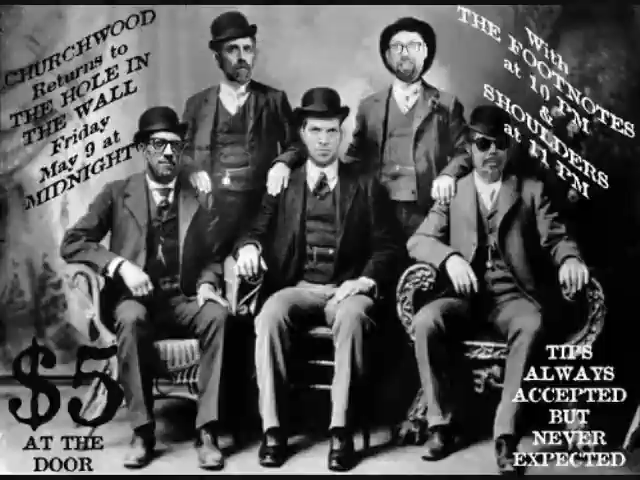 CHURCHWOOD
Returns to
THE HOLE IN
THE WALL
Friday
May 9 at
MIDNIGHT
With
THE FOOTNOTES
at 10 PM
&
SHOULDERS
at 11 PM
$5
AT THE
DOOR
TIPS
ALWAYS
ACCEPTED
BUT
NEVER
EXPECTED